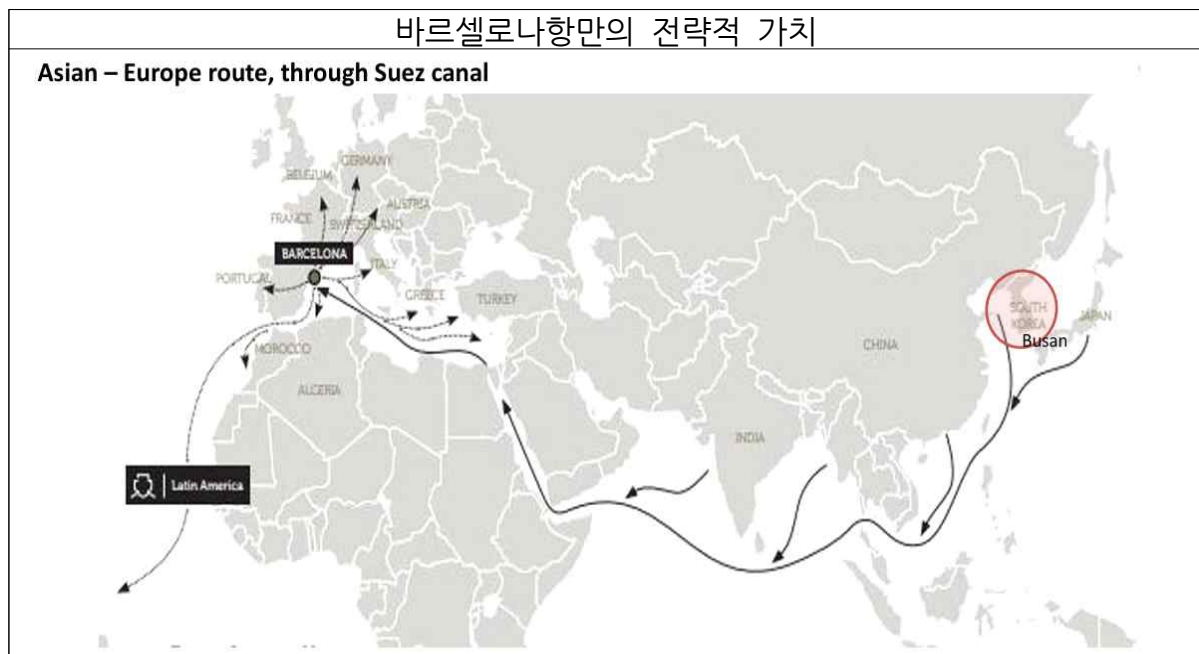 바르셀로나항만의 전략적 가치
Asian – Europe route, through Suez canal
GERMANY
BELGIUM
AUSTRIA
FRANCE
SWITZERLAND
BARCELONA
ITALY
PORTUGAL
GREECE
TURKEY
SOUTH
KOREA
JAPAN
Busan
CHINA
MOROCCO
ALGERIA
INDIA
Latin America